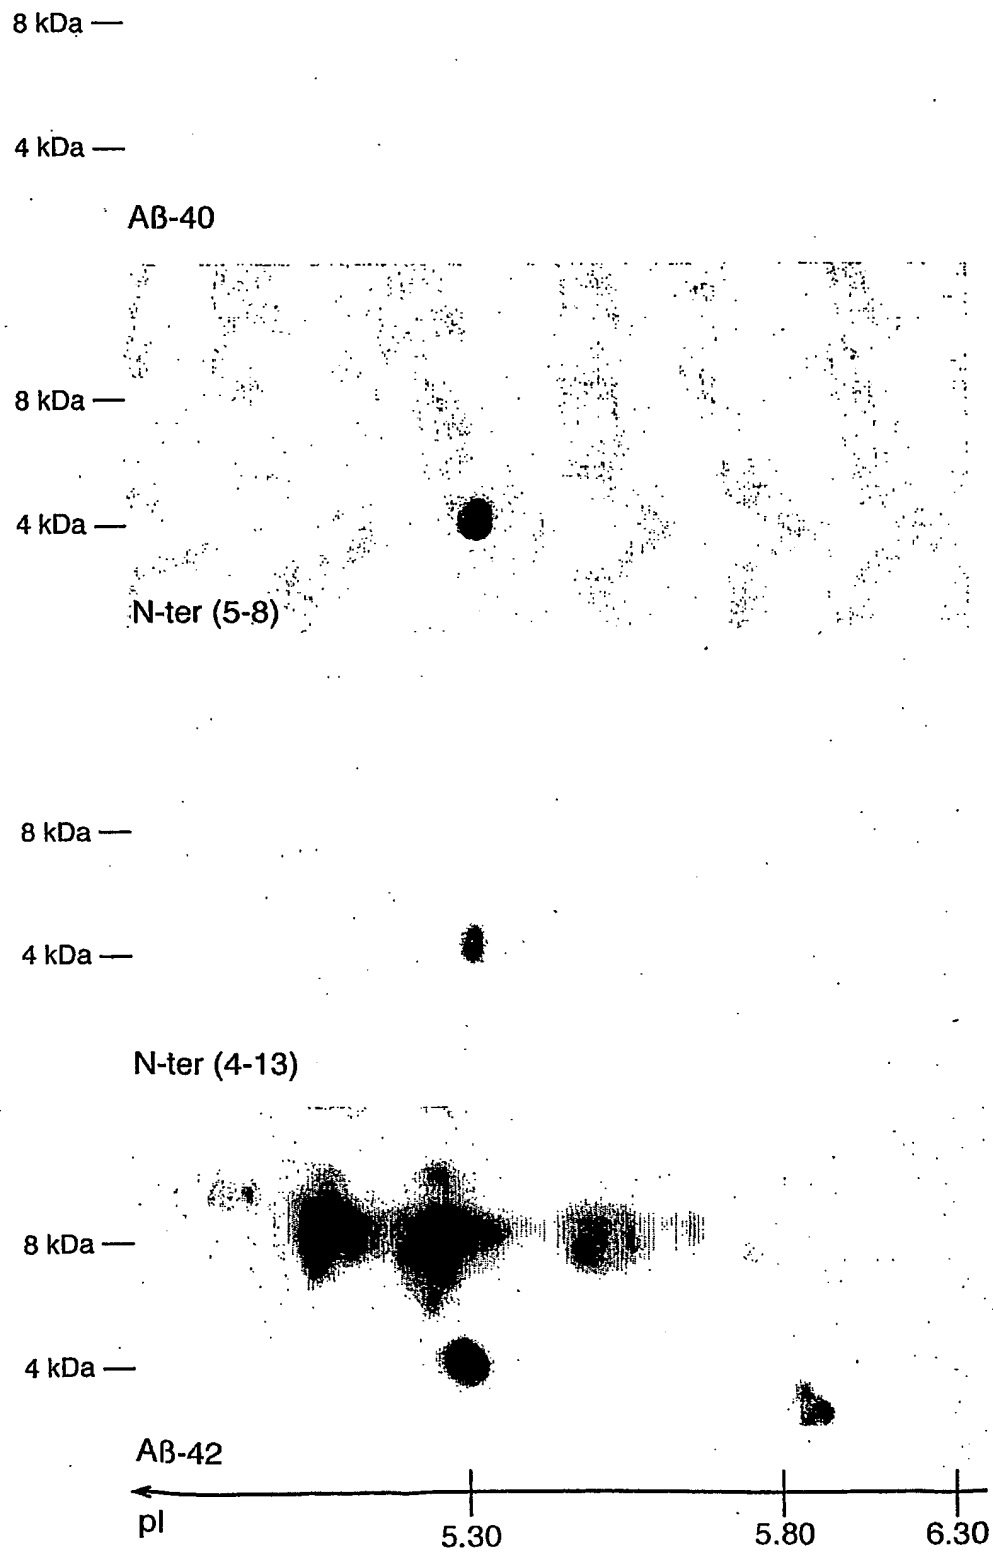 8 kDa
4 kDa
Aß-40
8 kDa
4 kDa
N-ter (5-8)
8 kDa
4 kDa
N-ter (4-13)
8 kDa
4 kDa
Aß-42
pI
5.30 5.80 6.30